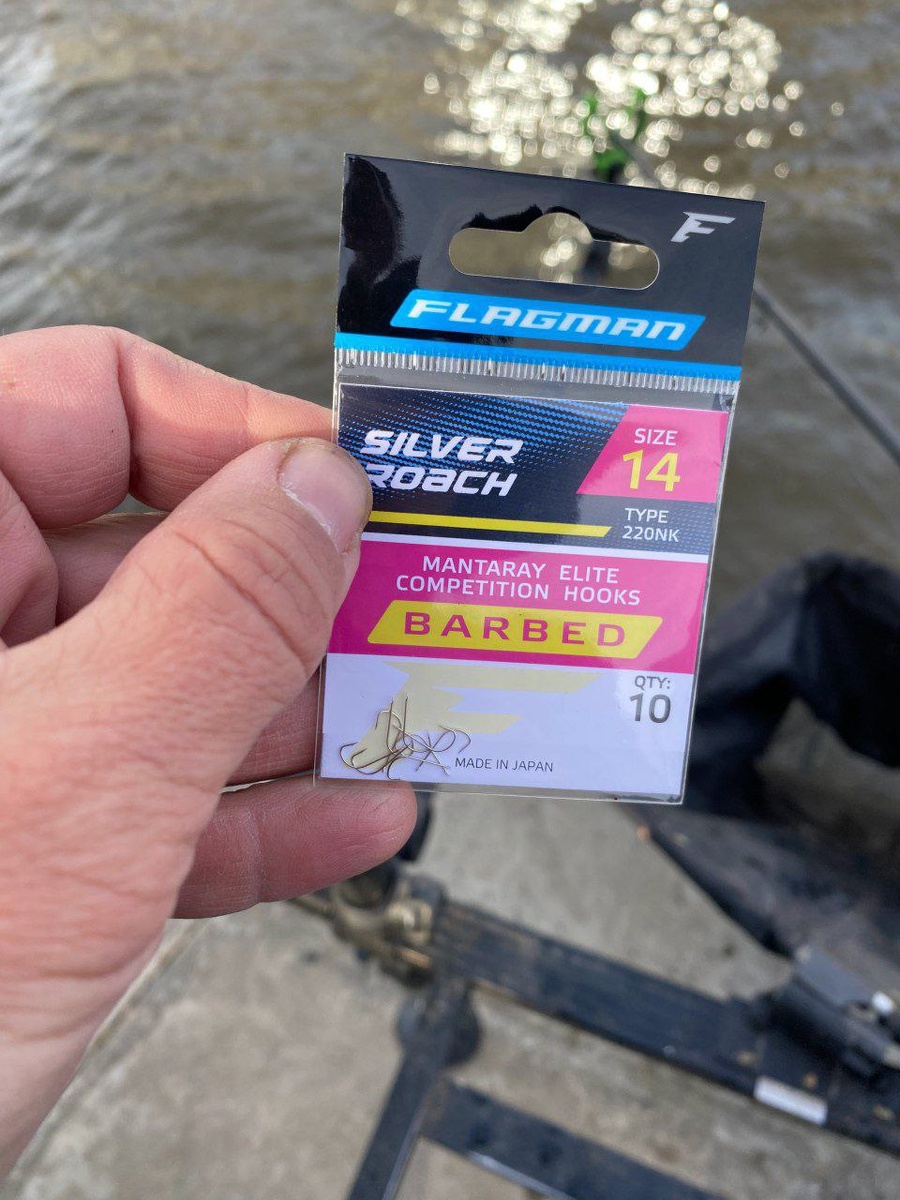 FLAGMAN
SILVER
ROACH
SIZE
14
TYPE
220NK
MANTARAY ELITE
COMPETITION HOOKS
BARBED
QTY:
10
MADE IN JAPAN